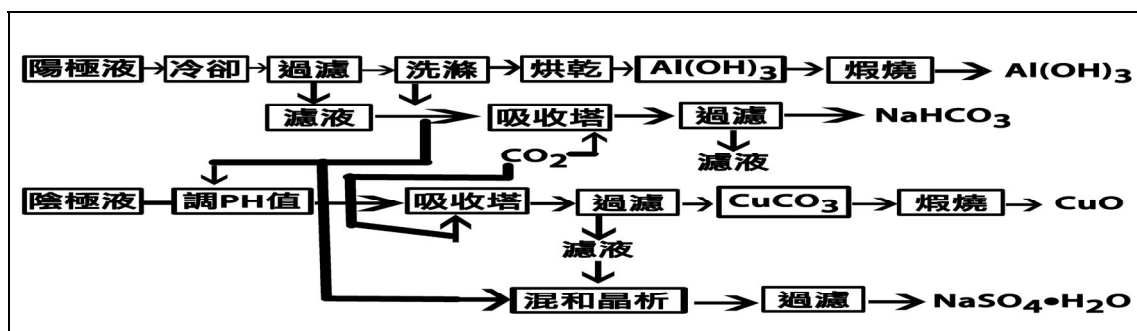 陽極液 冷卻 過濾 洗滌 烘乾 Al(OH)3 煆燒 Al(OH)3
濾液 吸收塔 過濾 NaHCO3
CO2 濾液
陰極液 調PH值 吸收塔 過濾 CuCO3 煆燒 CuO
濾液
混和晶析 過濾 NaSO4•H2O